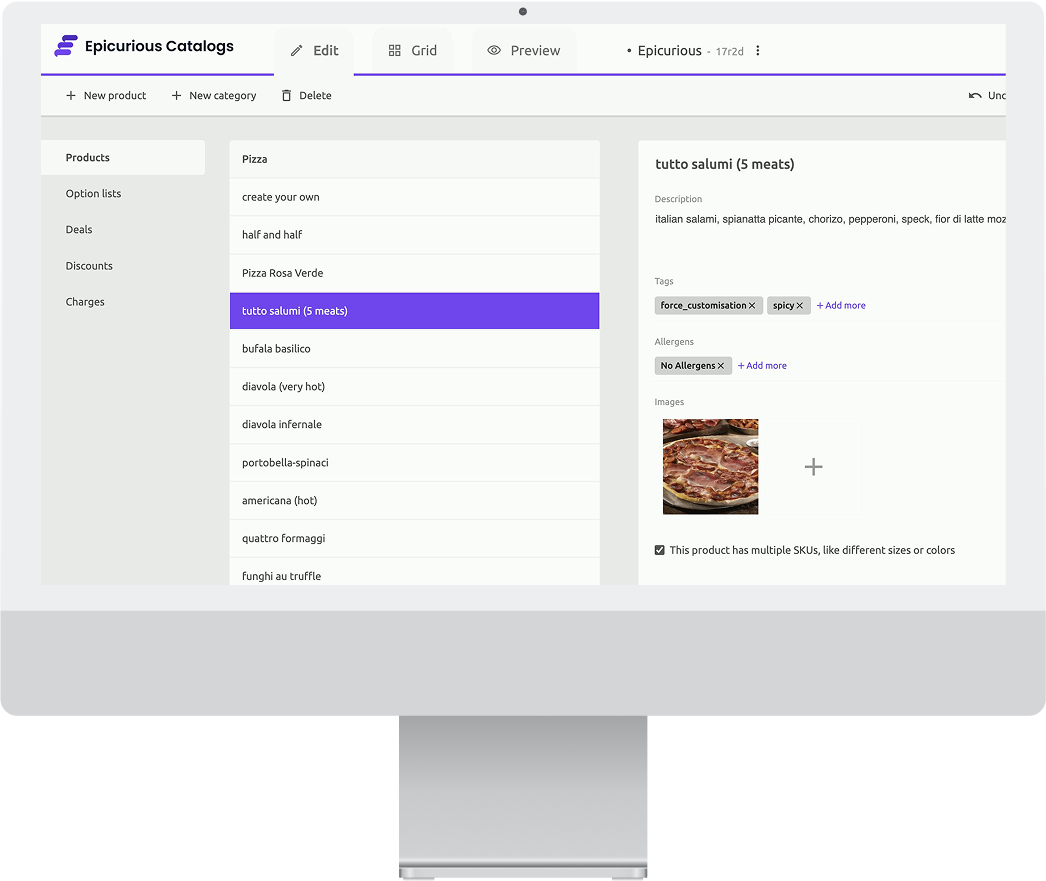 Epicurious Catalogs
Edit
Grid
Preview
• Epicurious - 17r2d
+ New product
+ New category
Delete
Products
Option lists
Deals
Discounts
Charges
Pizza
create your own
half and half
Pizza Rosa Verde
tutto salumi (5 meats)
bufala basilico
diavola (very hot)
diavola infernale
portobella-spinaci
americana (hot)
quattro formaggi
funghi au truffle
tutto salumi (5 meats)
Description
italian salami, spianatta picante, chorizo, pepperoni, speck, fior di latte
Tags
force_customisation ×
spicy ×
+ Add more
Allergens
No Allergens ×
+ Add more
Images
This product has multiple SKUs, like different sizes or colors